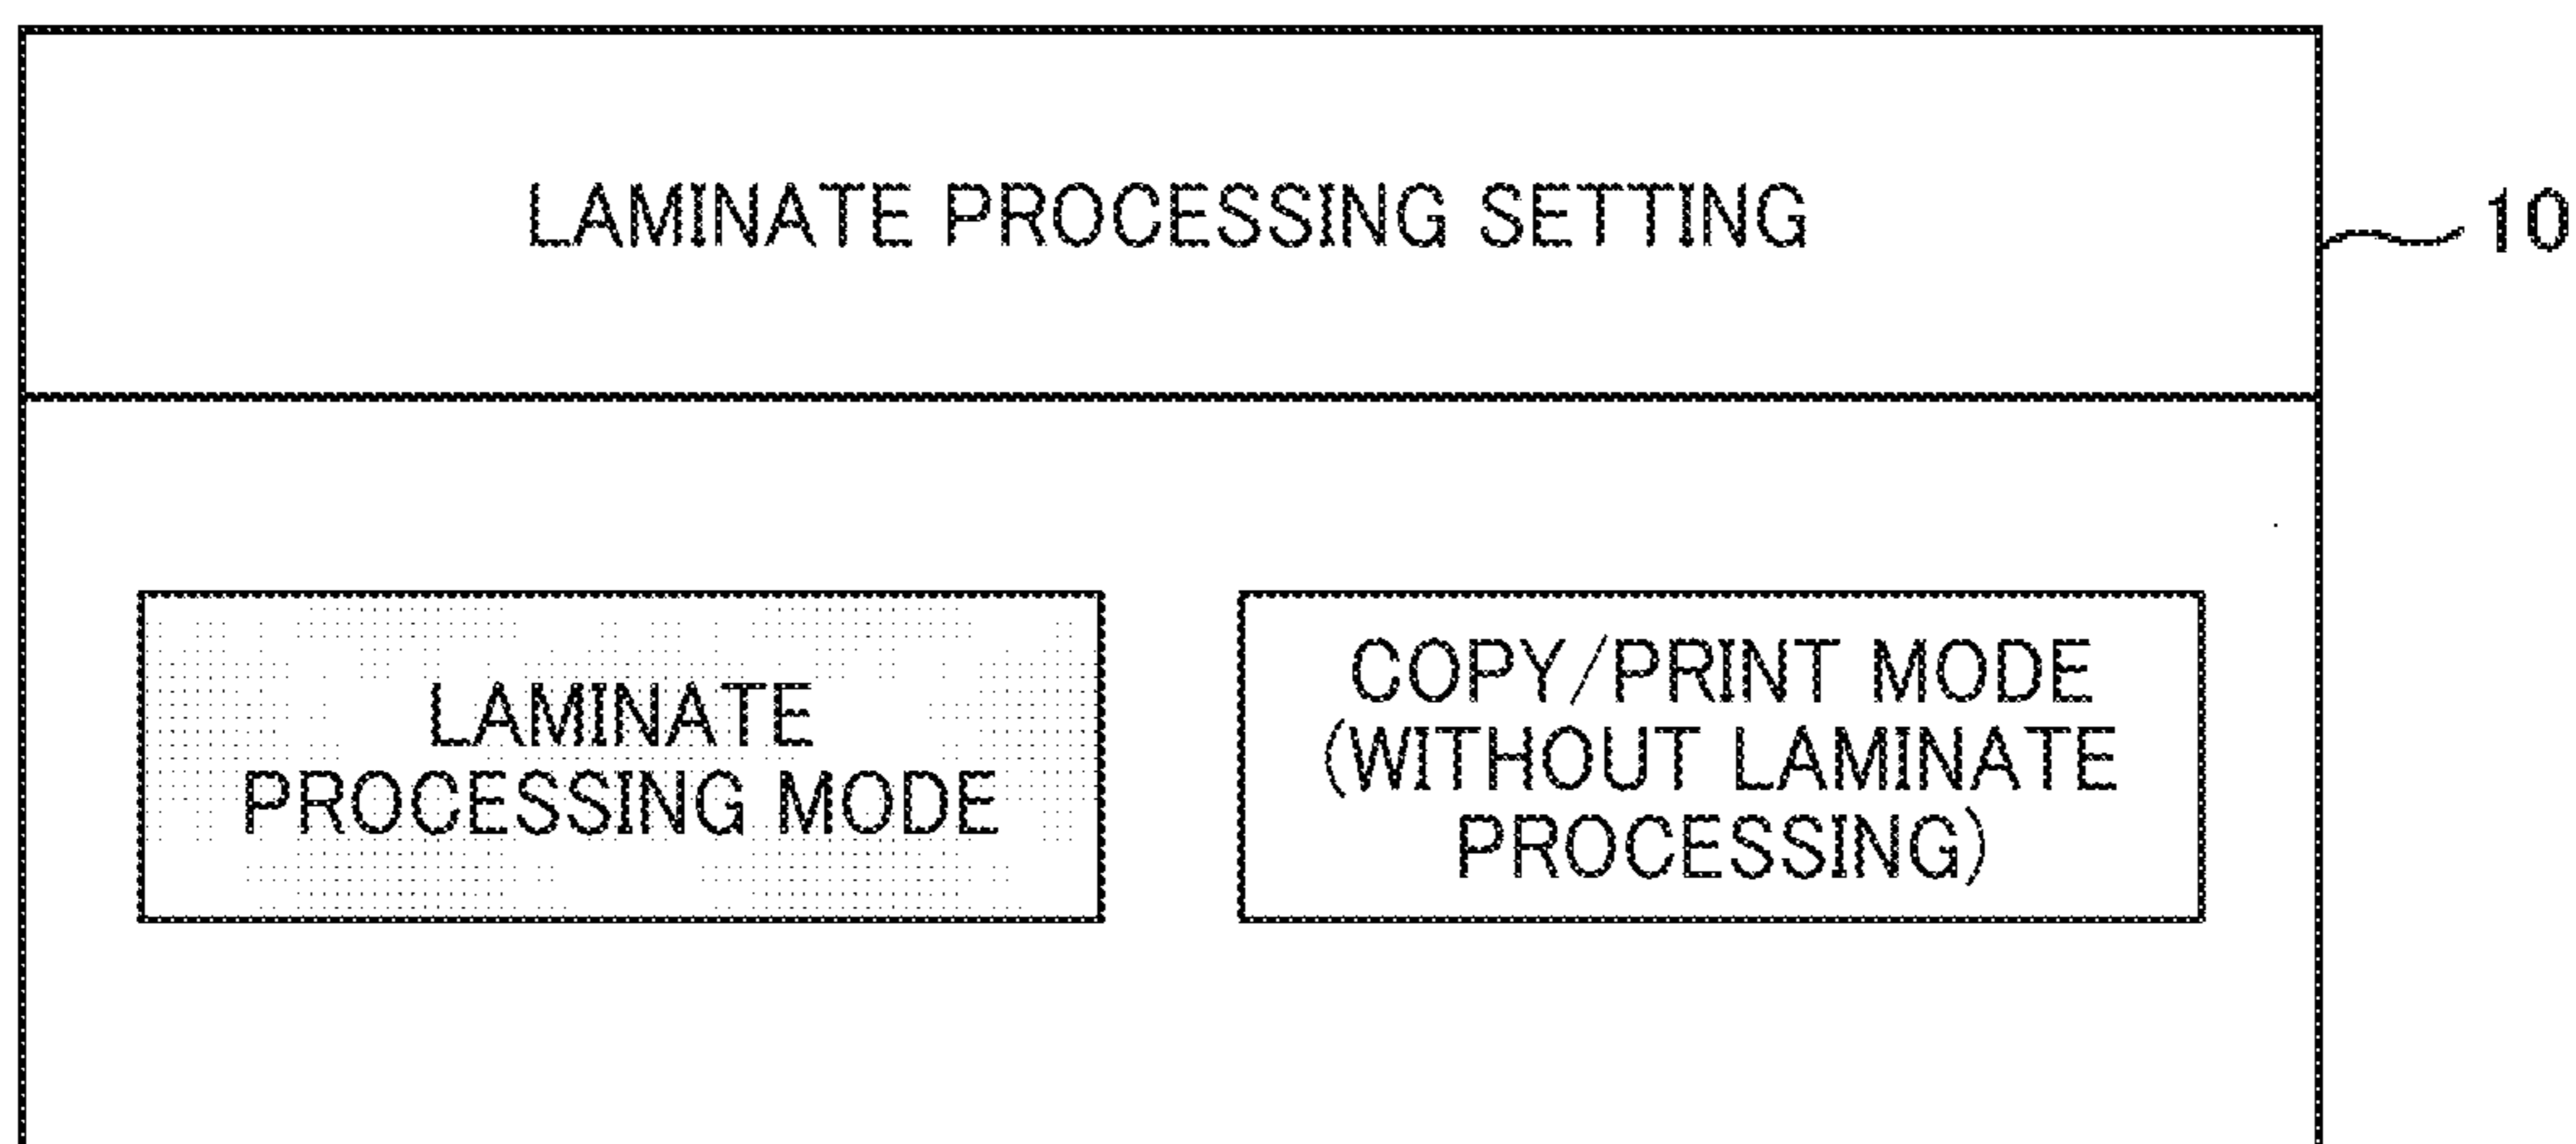 LAMINATE PROCESSING SETTING
10
LAMINATE
PROCESSING MODE
COPY/PRINT MODE
(WITHOUT LAMINATE
PROCESSING)